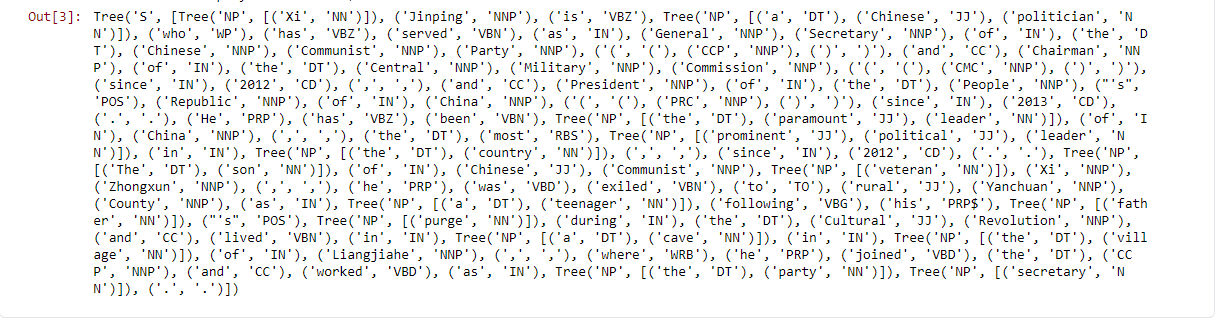 Out[3]: Tree('S', [Tree('NP', [('Xi', 'NN')]), ('Jinping', 'NNP'), ('is', 'VBZ'), Tree('NP', [('a', 'DT'), ('Chinese', 'JJ'), ('politician', 'N
N')]), ('who', 'WP'), ('has', 'VBZ'), ('served', 'VBN'), ('as', 'IN'), ('General', 'NNP'), ('Secretary', 'NNP'), ('of', 'IN'), ('the', 'D
T'), ('Chinese', 'NNP'), ('Communist', 'NNP'), ('Party', 'NNP'), ('(', '('), ('CCP', 'NNP'), (')', ')'), ('and', 'CC'), ('Chairman', 'NN
P'), ('of', 'IN'), ('the', 'DT'), ('Central', 'NNP'), ('Military', 'NNP'), ('Commission', 'NNP'), ('(', '('), ('CMC', 'NNP'), (')', ')'),
('since', 'IN'), ('2012', 'CD'), (',', ','), ('and', 'CC'), ('President', 'NNP'), ('of', 'IN'), ('the', 'DT'), ('People', 'NNP'), ("'s",
'POS'), ('Republic', 'NNP'), ('of', 'IN'), ('China', 'NNP'), ('(', '('), ('PRC', 'NNP'), (')', ')'), ('since', 'IN'), ('2013', 'CD'),
('.', '.'), ('He', 'PRP'), ('has', 'VBZ'), ('been', 'VBN'), Tree('NP', [('the', 'DT'), ('paramount', 'JJ'), ('leader', 'NN')]), ('of', 'I
N'), ('China', 'NNP'), (',', ','), ('the', 'DT'), ('most', 'RBS'), Tree('NP', [('prominent', 'JJ'), ('political', 'JJ'), ('leader', 'N
N')]), ('in', 'IN'), Tree('NP', [('the', 'DT'), ('country', 'NN')]), (',', ','), ('since', 'IN'), ('2012', 'CD'), ('.', '.'), Tree('NP',
[('The', 'DT'), ('son', 'NN')]), ('of', 'IN'), ('Chinese', 'JJ'), ('Communist', 'NNP'), Tree('NP', [('veteran', 'NN')]), ('Xi', 'NNP'),
('Zhongxun', 'NNP'), (',', ','), ('he', 'PRP'), ('was', 'VBD'), ('exiled', 'VBN'), ('to', 'TO'), ('rural', 'JJ'), ('Yanchuan', 'NNP'),
('County', 'NNP'), ('as', 'IN'), Tree('NP', [('a', 'DT'), ('teenager', 'NN')]), ('following', 'VBG'), ('his', 'PRP$'), Tree('NP', [('fath
er', 'NN')]), ("'s", 'POS'), Tree('NP', [('purge', 'NN')]), ('during', 'IN'), ('the', 'DT'), ('Cultural', 'JJ'), ('Revolution', 'NNP'),
('and', 'CC'), ('lived', 'VBN'), ('in', 'IN'), Tree('NP', [('a', 'DT'), ('cave', 'NN')]), ('in', 'IN'), Tree('NP', [('the', 'DT'), ('vill
age', 'NN')]), ('of', 'IN'), ('Liangjiahe', 'NNP'), (',', ','), ('where', 'WRB'), ('he', 'PRP'), ('joined', 'VBD'), ('the', 'DT'), ('CC
P', 'NNP'), ('and', 'CC'), ('worked', 'VBD'), ('as', 'IN'), Tree('NP', [('the', 'DT'), ('party', 'NN')]), Tree('NP', [('secretary', 'N
N')]), ('.', '.')])